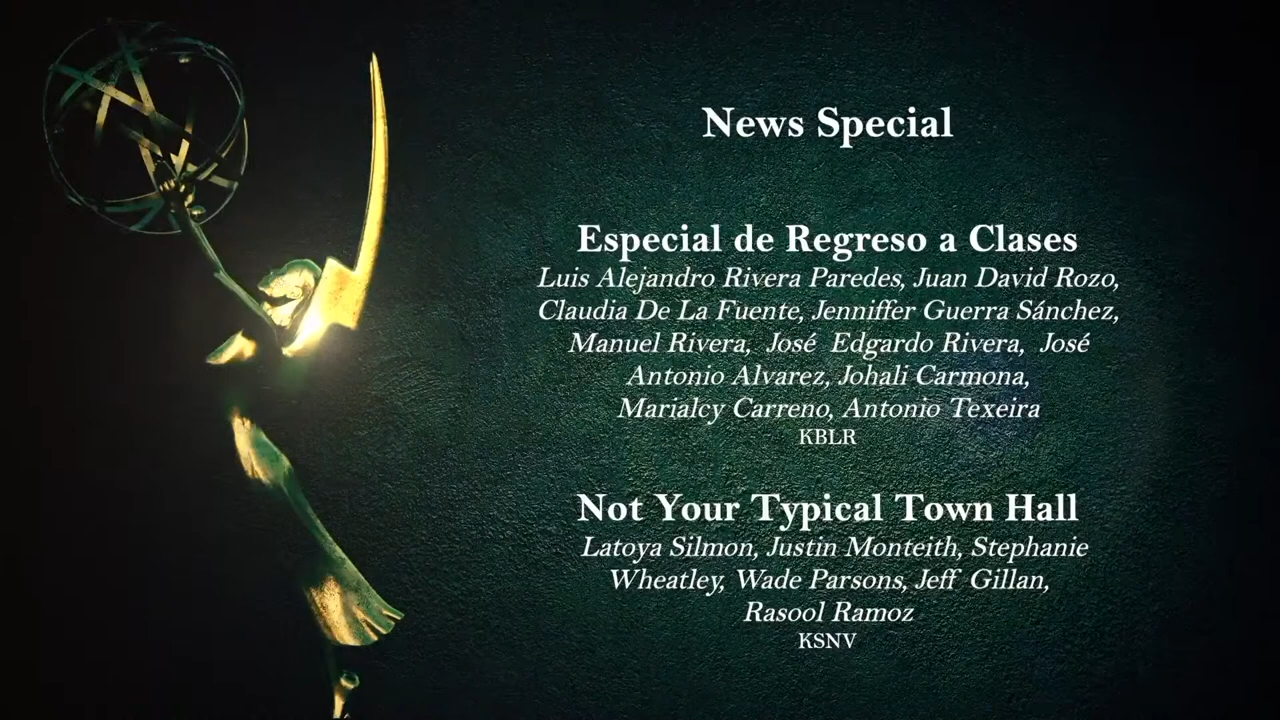 News Special
Especial de Regreso a Clases
Luis Alejandro Rivera Paredes, Juan David Rozo,
Claudia De La Fuente, Jenniffer Guerra Sánchez,
Manuel Rivera, José Edgardo Rivera, José
Antonio Alvarez, Johali Carmona,
Marialcy Carreno, Antonio Texeira
KBLR
Not Your Typical Town Hall
Latoya Silmon, Justin Monteith, Stephanie
Wheatley, Wade Parsons, Jeff Gillan,
Rasool Ramoz
KSNV